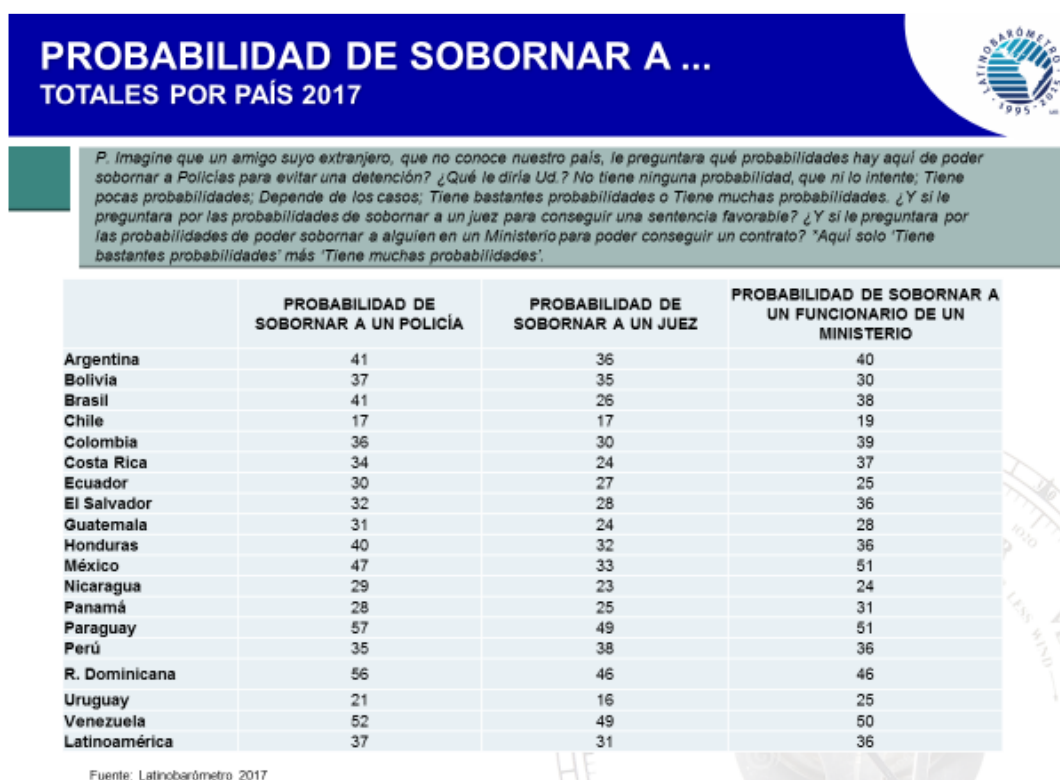 PROBABILIDAD DE SOBORNAR A ...
TOTALES POR PAÍS 2017
LATINOBARÓMETRO
1995-2015
P. Imagine que un amigo suyo extranjero, que no conoce nuestro país, le preguntara qué probabilidades hay aquí de poder
sobornar a Policías para evitar una detención? ¿Qué le diría Ud.? No tiene ninguna probabilidad, que ni lo intente; Tiene
pocas probabilidades; Depende de los casos; Tiene bastantes probabilidades o Tiene muchas probabilidades. ¿Y si le
preguntara por las probabilidades de sobornar a un juez para conseguir una sentencia favorable? ¿Y si le preguntara por
las probabilidades de poder sobornar a alguien en un Ministerio para poder conseguir un contrato? *Aquí solo 'Tiene
bastantes probabilidades' más 'Tiene muchas probabilidades'.
PROBABILIDAD DE SOBORNAR A UN POLICÍA PROBABILIDAD DE SOBORNAR A UN JUEZ PROBABILIDAD DE SOBORNAR A UN FUNCIONARIO DE UN MINISTERIO
Argentina 41 36 40
Bolivia 37 35 30
Brasil 41 26 38
Chile 17 17 19
Colombia 36 30 39
Costa Rica 34 24 37
Ecuador 30 27 25
El Salvador 32 28 36
Guatemala 31 24 28
Honduras 40 32 36
México 47 33 51
Nicaragua 29 23 24
Panamá 28 25 31
Paraguay 57 49 51
Perú 35 38 36
R. Dominicana 56 46 46
Uruguay 21 16 25
Venezuela 52 49 50
Latinoamérica 37 31 36
Fuente: Latinobarómetro 2017